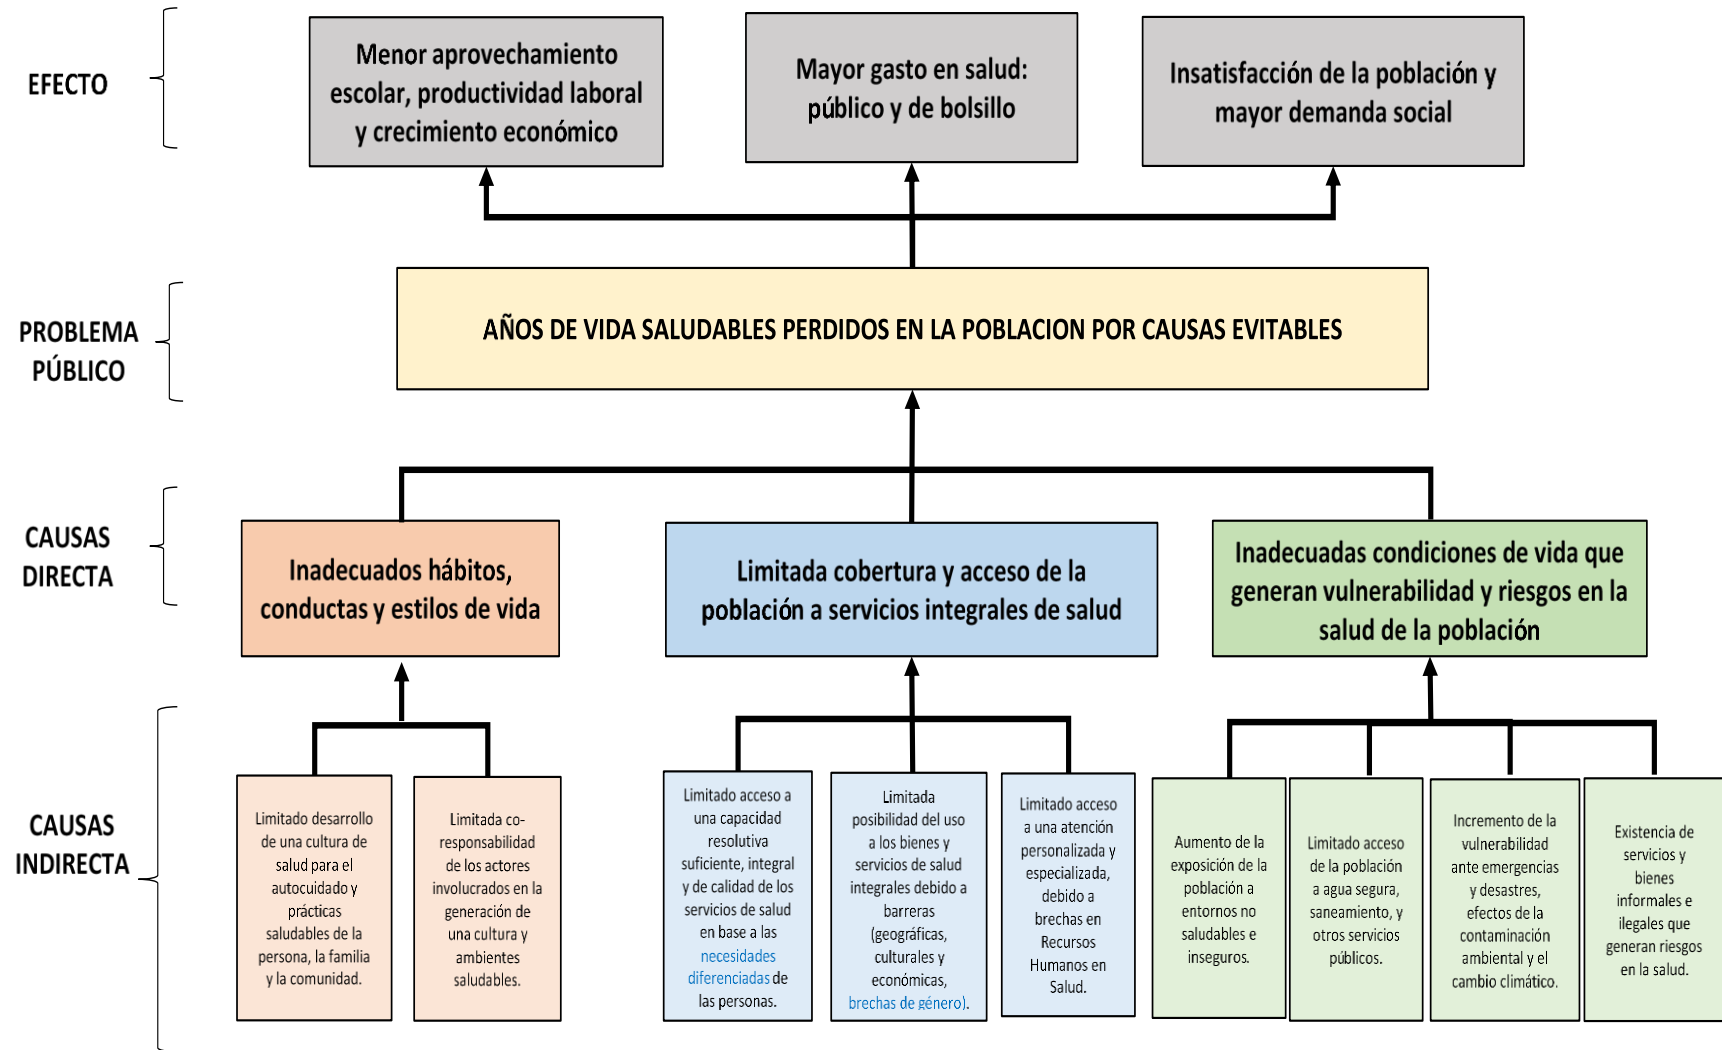 EFECTO
Menor aprovechamiento
escolar, productividad laboral
y crecimiento económico
Mayor gasto en salud:
público y de bolsillo
Insatisfacción de la población y
mayor demanda social
PROBLEMA
PÚBLICO
AÑOS DE VIDA SALUDABLES PERDIDOS EN LA POBLACION POR CAUSAS EVITABLES
CAUSAS
DIRECTA
Inadecuados hábitos,
conductas y estilos de vida
Limitada cobertura y acceso de la
población a servicios integrales de salud
Inadecuadas condiciones de vida que
generan vulnerabilidad y riesgos en la
salud de la población
CAUSAS
INDIRECTA
Limitado desarrollo
de una cultura de
salud para el
autocuidado y
prácticas
saludables de la
persona, la familia
y la comunidad.
Limitada co-
responsabilidad
de los actores
involucrados en la
generación de
una cultura y
ambientes
saludables.
Limitado acceso a
una capacidad
resolutiva
suficiente, integral
y de calidad de los
servicios de salud
en base a las
necesidades
diferenciadas de
las personas.
Limitada
posibilidad del uso
a los bienes y
servicios de salud
integrales debido a
barreras
(geográficas,
culturales y
económicas,
brechas de género).
Limitado acceso
a una atención
personalizada y
especializada,
debido a
brechas en
Recursos
Humanos en
Salud.
Aumento de la
exposición de la
población a
entornos no
saludables e
inseguros.
Limitado acceso
de la población
a agua segura,
saneamiento, y
otros servicios
públicos.
Incremento de la
vulnerabilidad
ante emergencias
y desastres,
efectos de la
contaminación
ambiental y el
cambio climático.
Existencia de
servicios y
bienes
informales e
ilegales que
generan riesgos
en la salud.